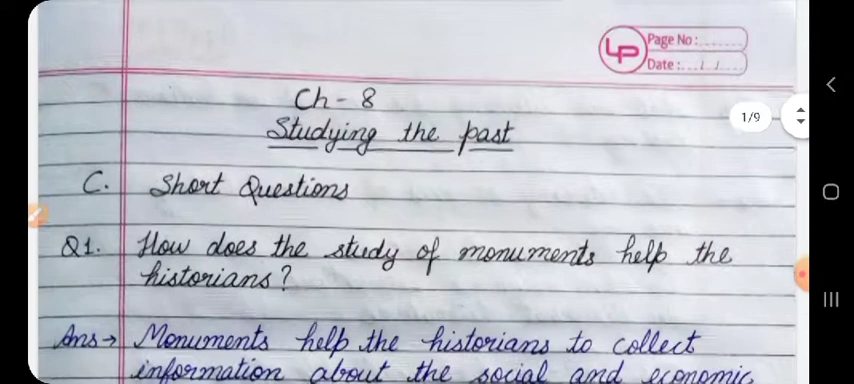 LP
Page No :
Date : / /
Ch - 8
1/9
Studying the past
C. Short Questions
Q1. How does the study of monuments help the
historians?
Ans → Monuments help the historians to collect
information about the social and economic